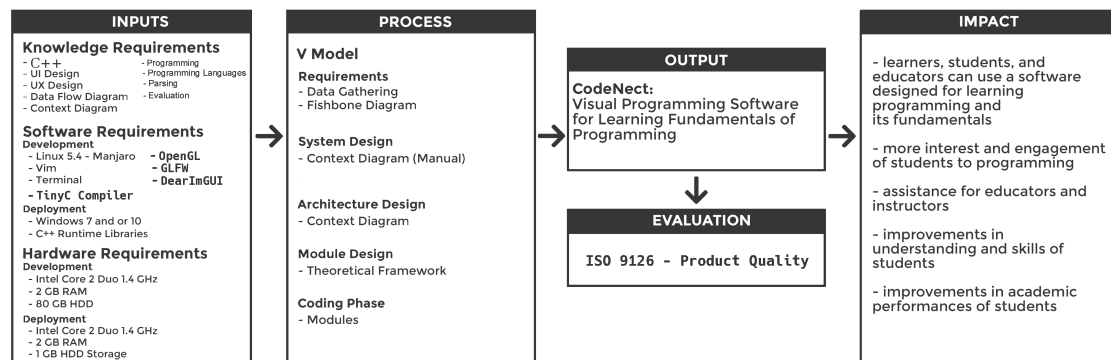 INPUTS
Knowledge Requirements
- C++
- UI Design
- UX Design
- Data Flow Diagram
- Context Diagram
- Programming
- Programming Languages
- Parsing
- Evaluation
Software Requirements
Development
- Linux 5.4 - Manjaro
- Vim
- Terminal
- TinyC Compiler
- OpenGL
- GLFW
- DearImGUI
Deployment
- Windows 7 and or 10
- C++ Runtime Libraries
Hardware Requirements
Development
- Intel Core 2 Duo 1.4 GHz
- 2 GB RAM
- 80 GB HDD
Deployment
- Intel Core 2 Duo 1.4 GHz
- 2 GB RAM
- 1 GB HDD Storage
PROCESS
V Model
Requirements
- Data Gathering
- Fishbone Diagram
System Design
- Context Diagram (Manual)
Architecture Design
- Context Diagram
Module Design
- Theoretical Framework
Coding Phase
- Modules
OUTPUT
CodeNect:
Visual Programming Software
for Learning Fundamentals of
Programming
EVALUATION
ISO 9126 - Product Quality
IMPACT
- learners, students, and
educators can use a software
designed for learning
programming and
its fundamentals
- more interest and engagement
of students to programming
- assistance for educators and
instructors
- improvements in
understanding and skills of
students
- improvements in academic
performances of students